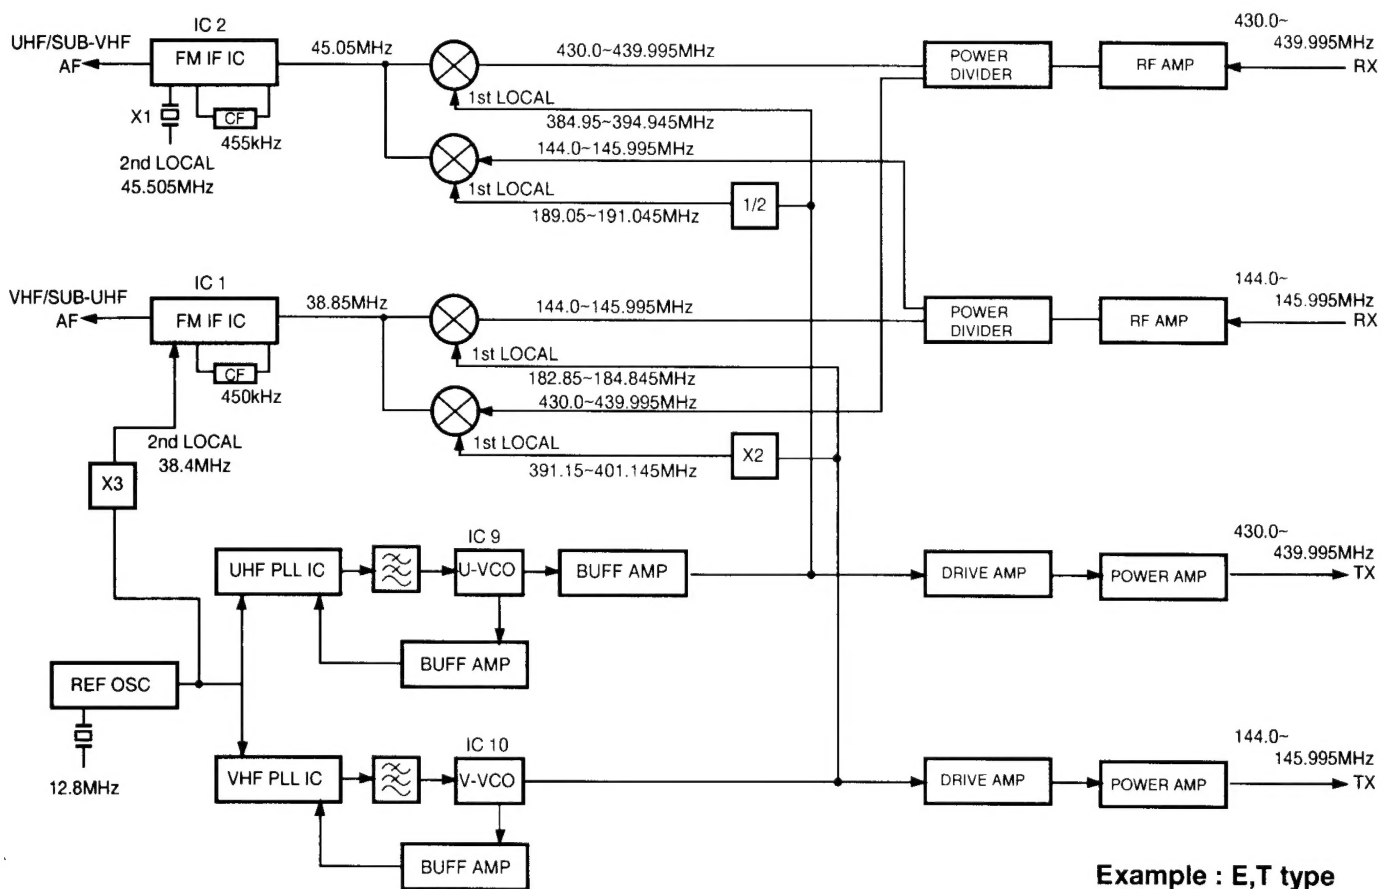 IC 2
UHF/SUB-VHF
AF
FM IF IC
45.05MHz
430.0~439.995MHz
POWER
DIVIDER
RF AMP
430.0~
439.995MHz
RX
X1
CF
455kHz
2nd LOCAL
45.505MHz
1st LOCAL
384.95~394.945MHz
144.0~145.995MHz
1st LOCAL
189.05~191.045MHz
1/2
IC 1
VHF/SUB-UHF
AF
FM IF IC
38.85MHz
144.0~145.995MHz
POWER
DIVIDER
RF AMP
144.0~
145.995MHz
RX
CF
450kHz
1st LOCAL
182.85~184.845MHz
430.0~439.995MHz
2nd LOCAL
38.4MHz
1st LOCAL
391.15~401.145MHz
X2
X3
IC 9
UHF PLL IC
U-VCO
BUFF AMP
DRIVE AMP
POWER AMP
430.0~
439.995MHz
TX
BUFF AMP
REF OSC
12.8MHz
IC 10
VHF PLL IC
V-VCO
DRIVE AMP
POWER AMP
144.0~
145.995MHz
TX
BUFF AMP
Example : E,T type